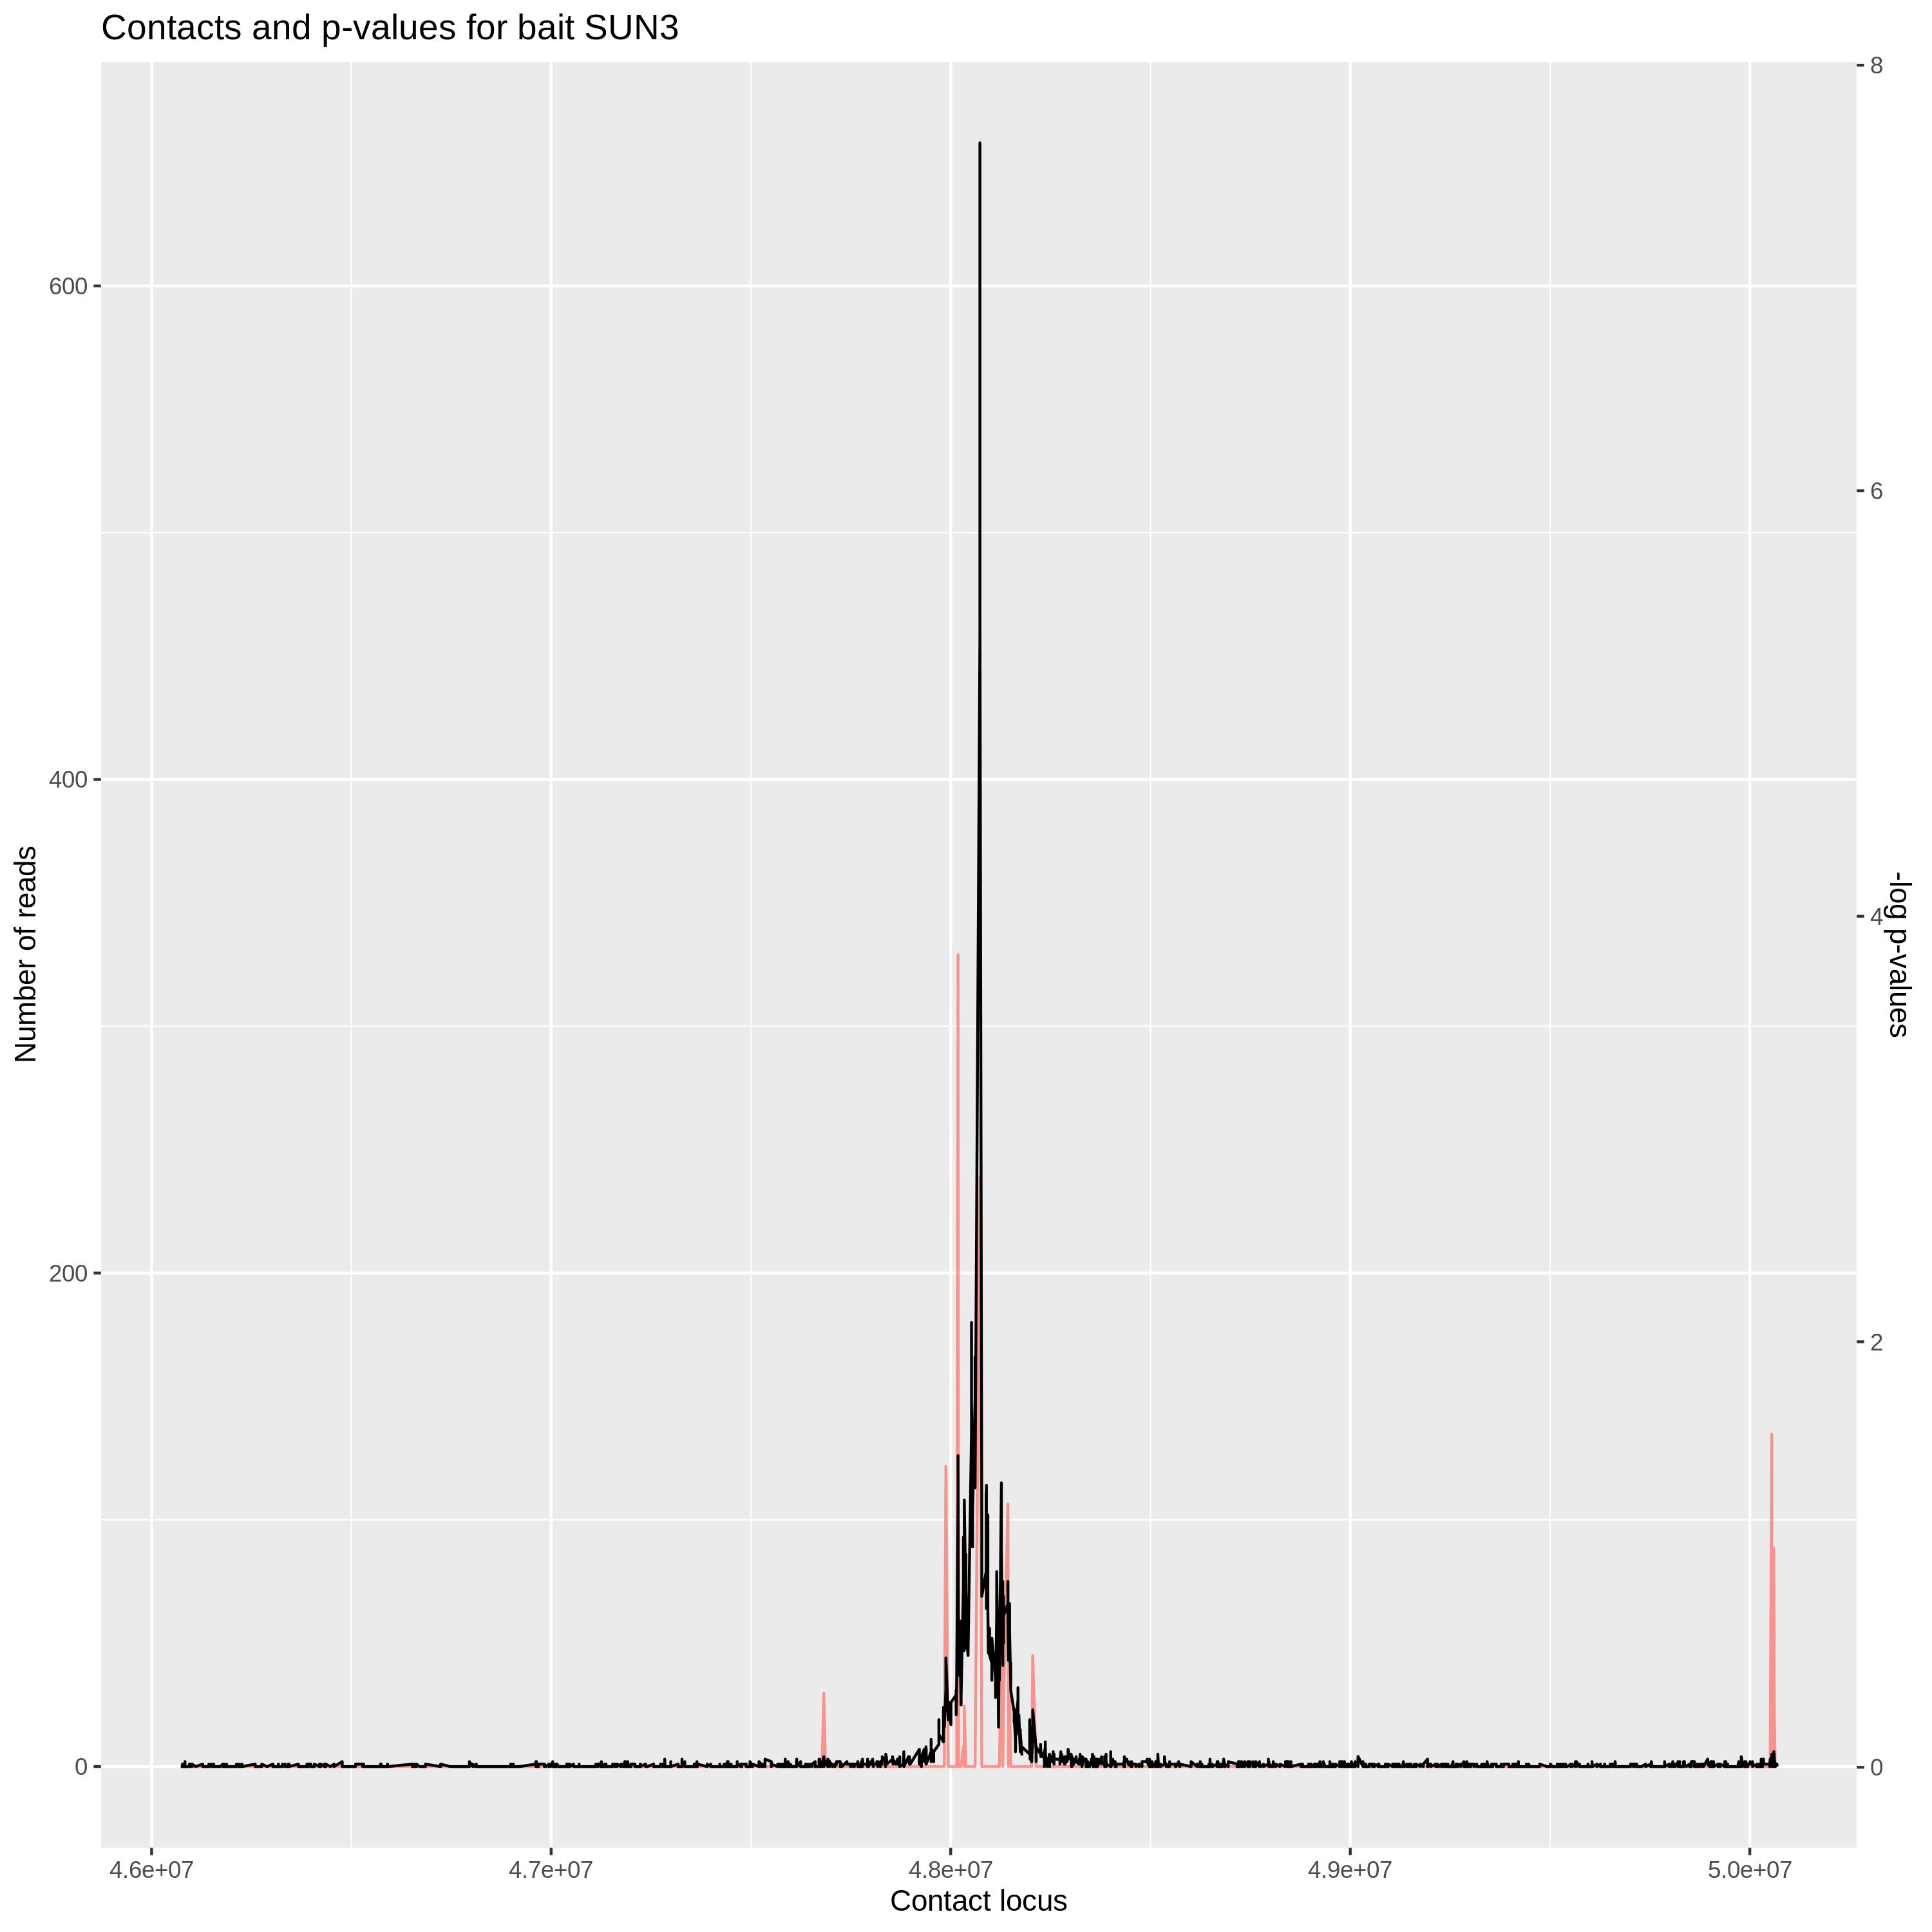 Contacts and p-values for bait SUN3
8
600
6
400
4
Number of reads
-log p-values
200
2
0
0
4.6e+07 4.7e+07 4.8e+07 4.9e+07 5.0e+07
Contact locus